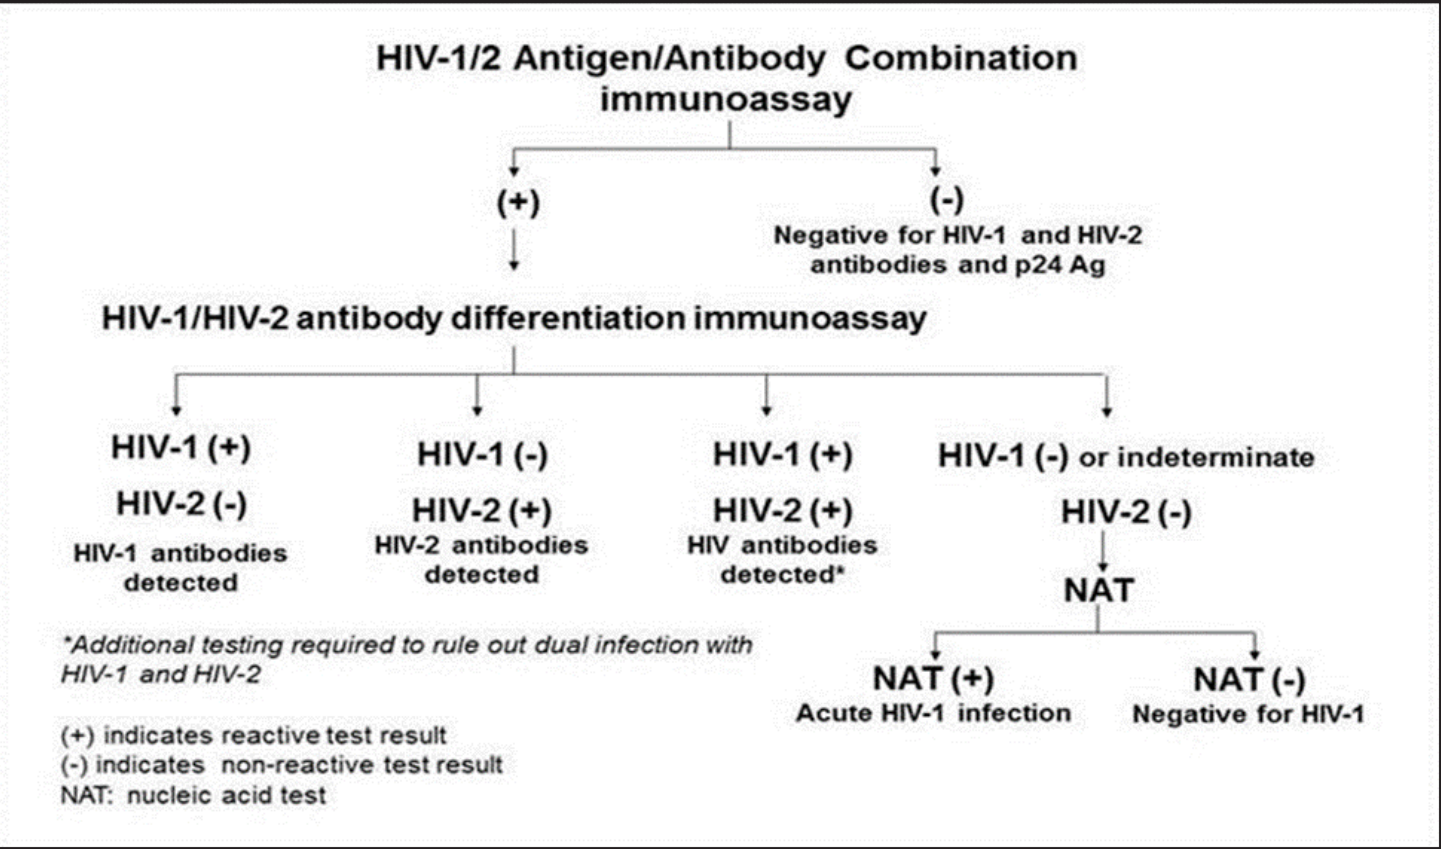 HIV-1/2 Antigen/Antibody Combination
immunoassay
(+)
(-)
Negative for HIV-1 and HIV-2
antibodies and p24 Ag
HIV-1/HIV-2 antibody differentiation immunoassay
HIV-1 (+)
HIV-2 (-)
HIV-1 antibodies
detected
HIV-1 (-)
HIV-2 (+)
HIV-2 antibodies
detected
HIV-1 (+)
HIV-2 (+)
HIV antibodies
detected*
HIV-1 (-) or indeterminate
HIV-2 (-)
NAT
NAT (+)
Acute HIV-1 infection
NAT (-)
Negative for HIV-1
*Additional testing required to rule out dual infection with
HIV-1 and HIV-2
(+) indicates reactive test result
(-) indicates non-reactive test result
NAT: nucleic acid test